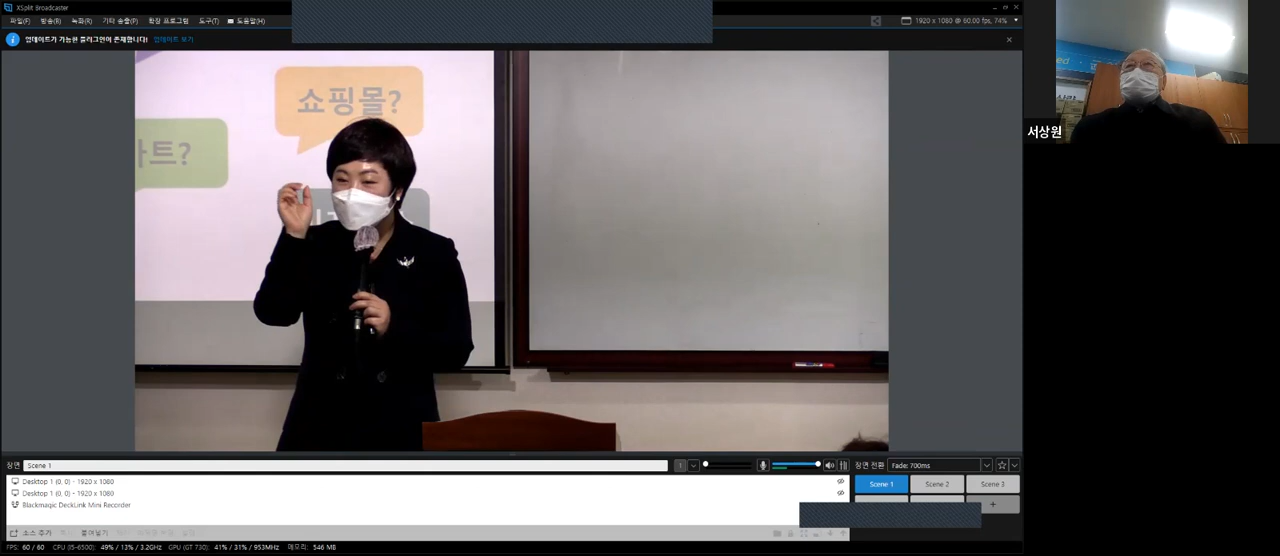 XSplit Broadcaster
파일(F) 방송(B) 녹화(R) 기타 송출(P) 확장 프로그램 도구(T) 도움말(H)
1920 x 1080 @ 60.00 fps, 74%
업데이트가 가능한 플러그인이 존재합니다! 업데이트 보기
쇼핑몰?
트?
서상원
장면 Scene 1
장면 전환 Fade: 700ms
Desktop 1 (0, 0) - 1920 x 1080
Desktop 1 (0, 0) - 1920 x 1080
Blackmagic DeckLink Mini Recorder
Scene 1 Scene 2 Scene 3
소스 추가 붙여넣기
FPS: 60 / 60 CPU (i5-6500): 49% / 13% / 3.2GHz GPU (GT 730): 41% / 31% / 953MHz 메모리: 546 MB